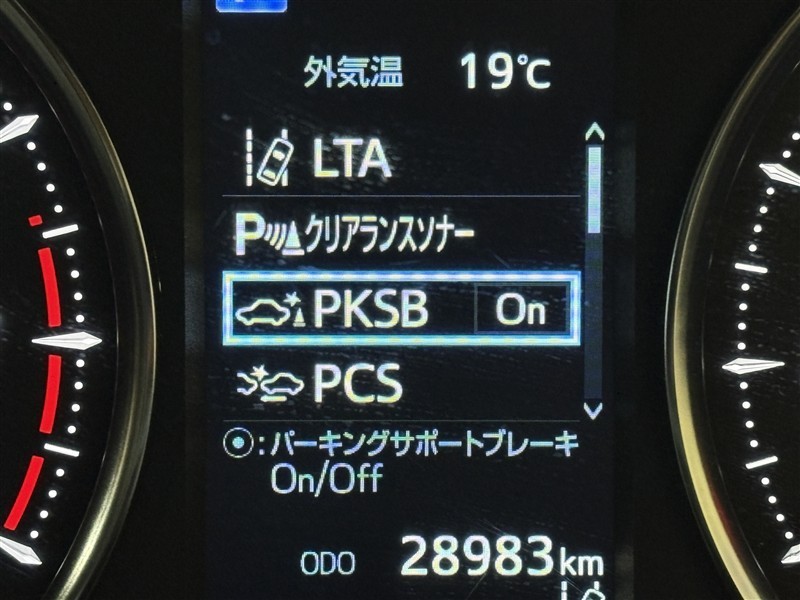 外気温 19℃
LTA
Pクリアランスソナー
PKSB On
PCS
:パーキングサポートブレーキ
On/Off
ODO 28983km